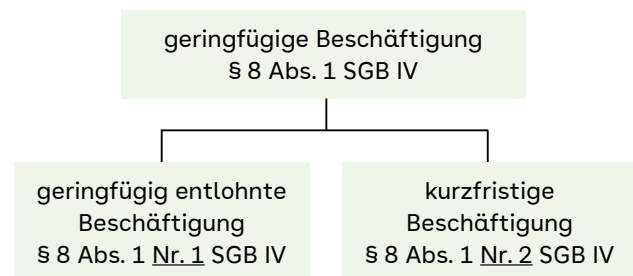 geringfügige Beschäftigung
§ 8 Abs. 1 SGB IV
geringfügig entlohnte
Beschäftigung
§ 8 Abs. 1 Nr. 1 SGB IV
kurzfristige
Beschäftigung
§ 8 Abs. 1 Nr. 2 SGB IV